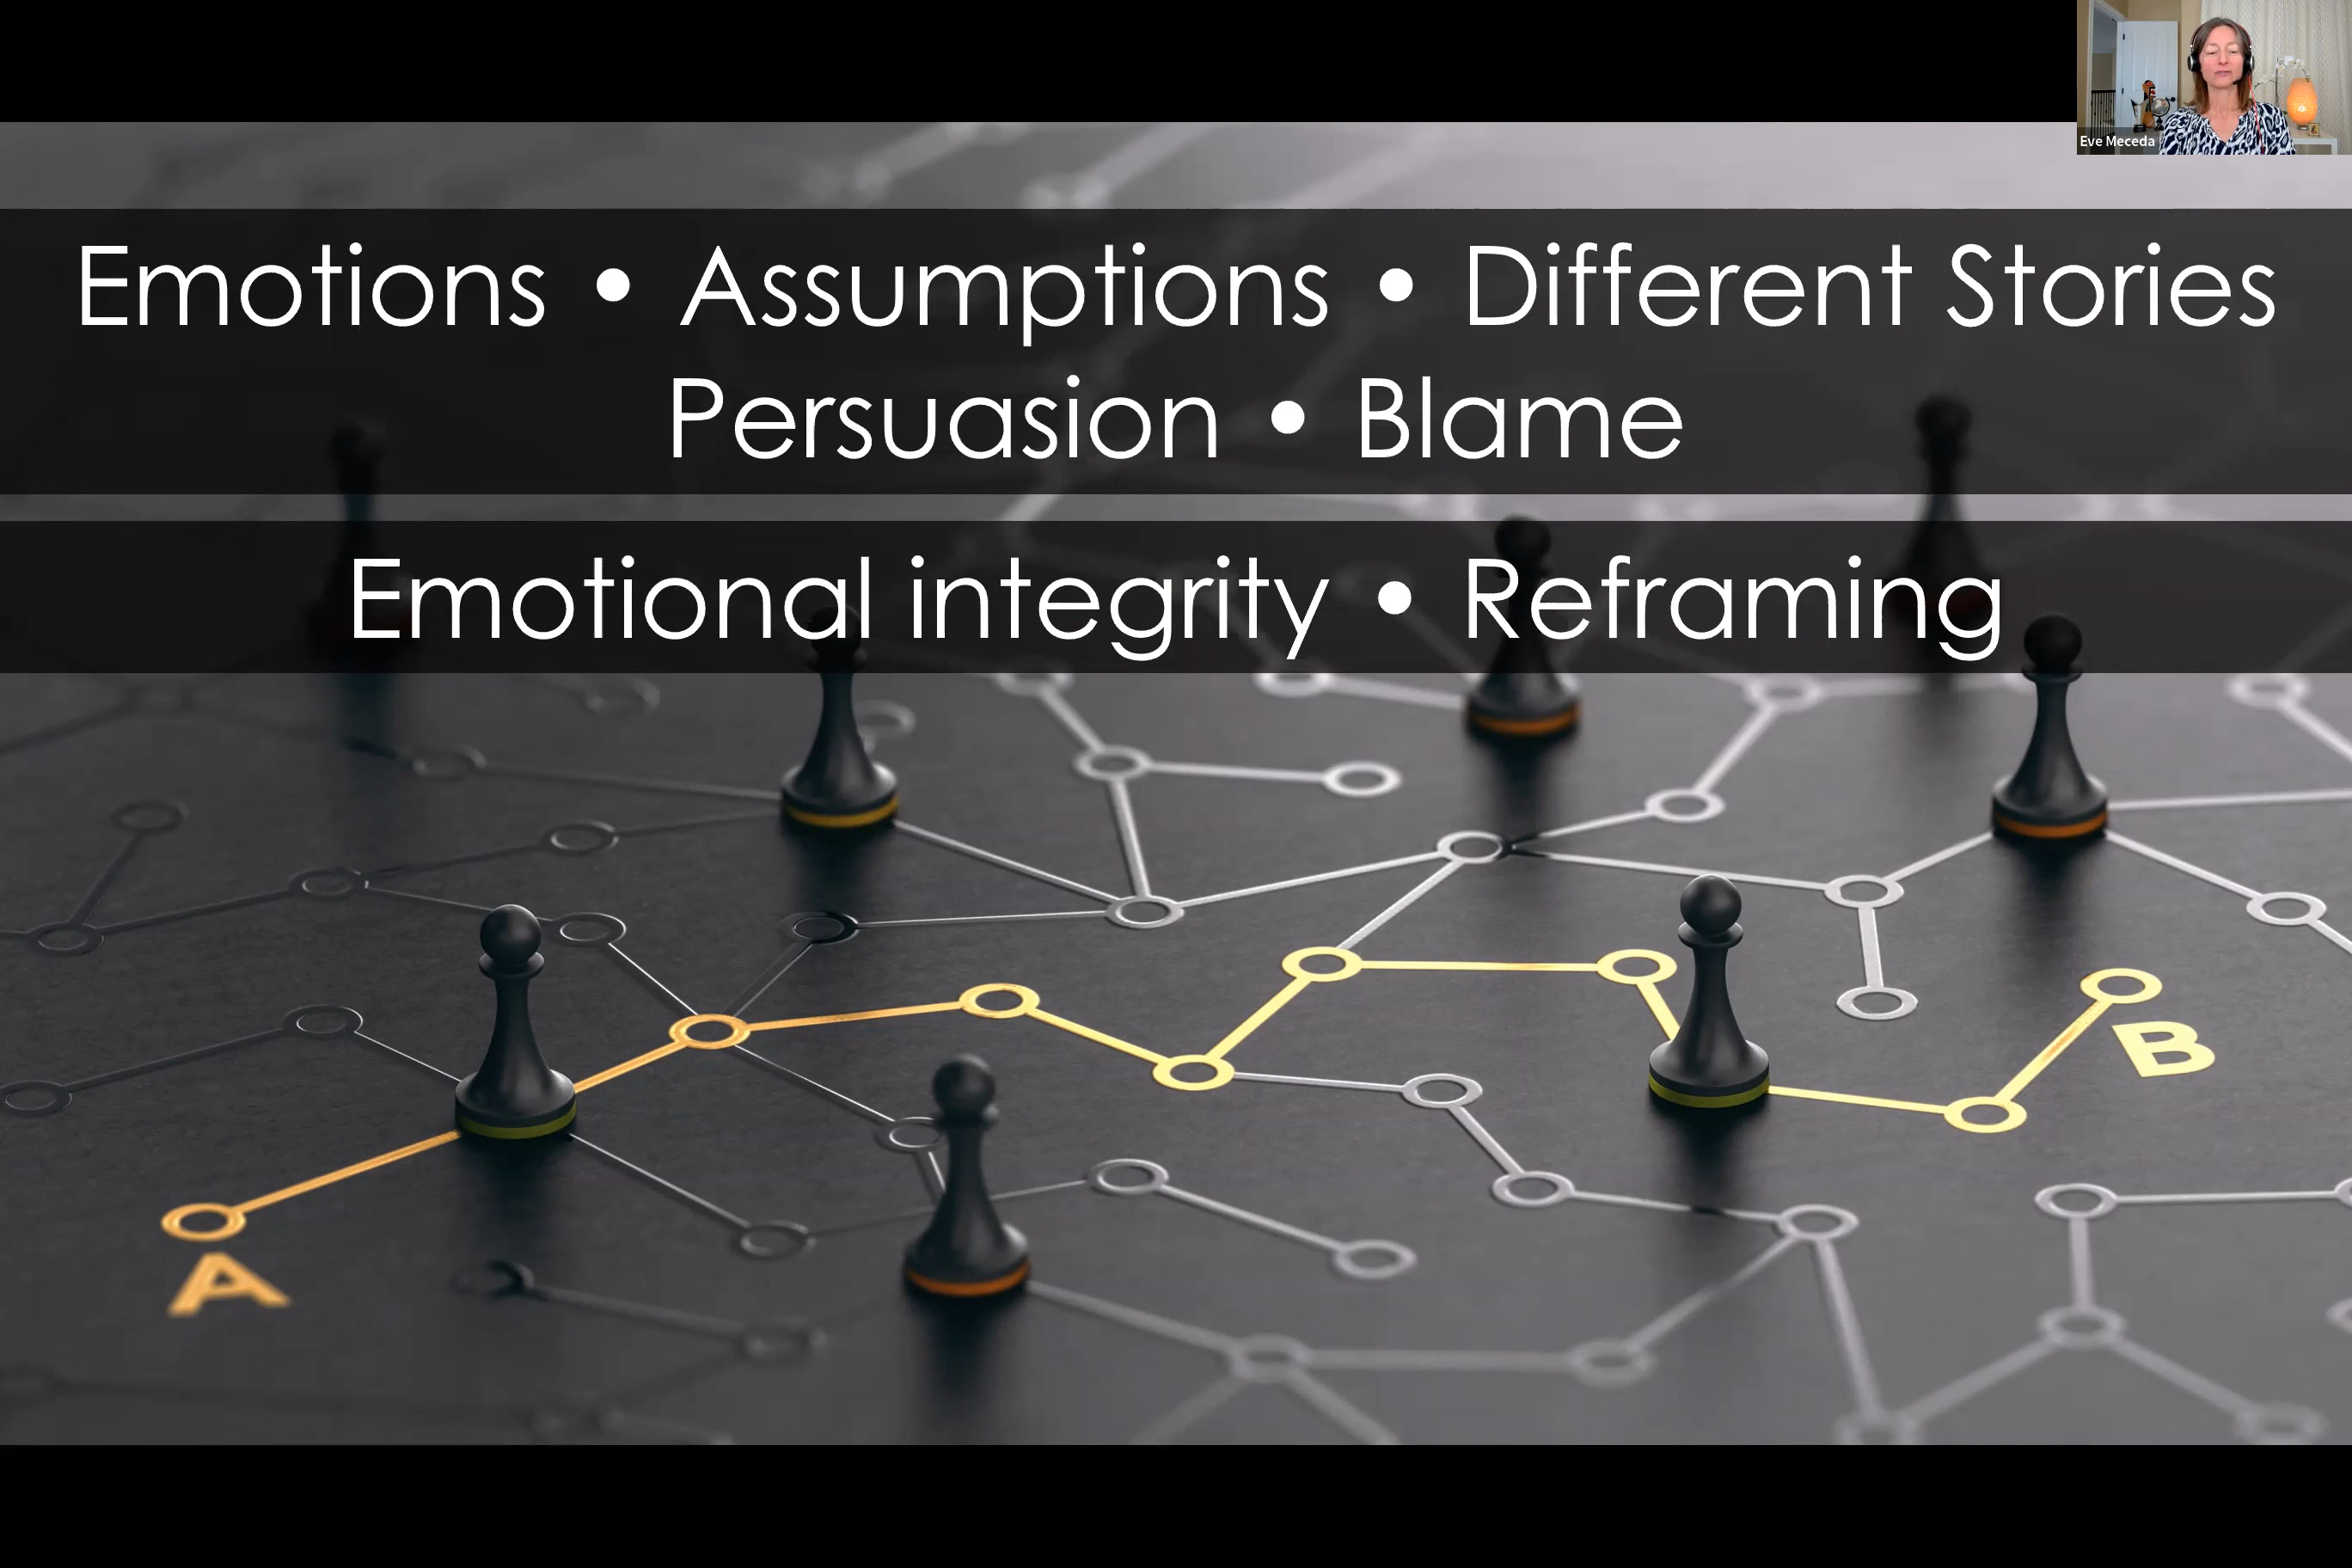 Eve Meceda
Emotions • Assumptions • Different Stories
Persuasion • Blame
Emotional integrity • Reframing
A
B